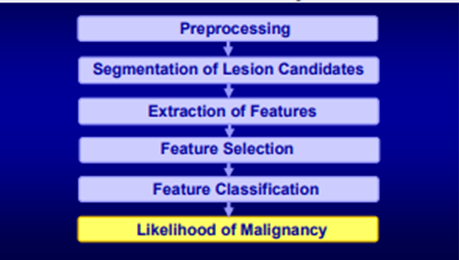 Preprocessing
Segmentation of Lesion Candidates
Extraction of Features
Feature Selection
Feature Classification
Likelihood of Malignancy